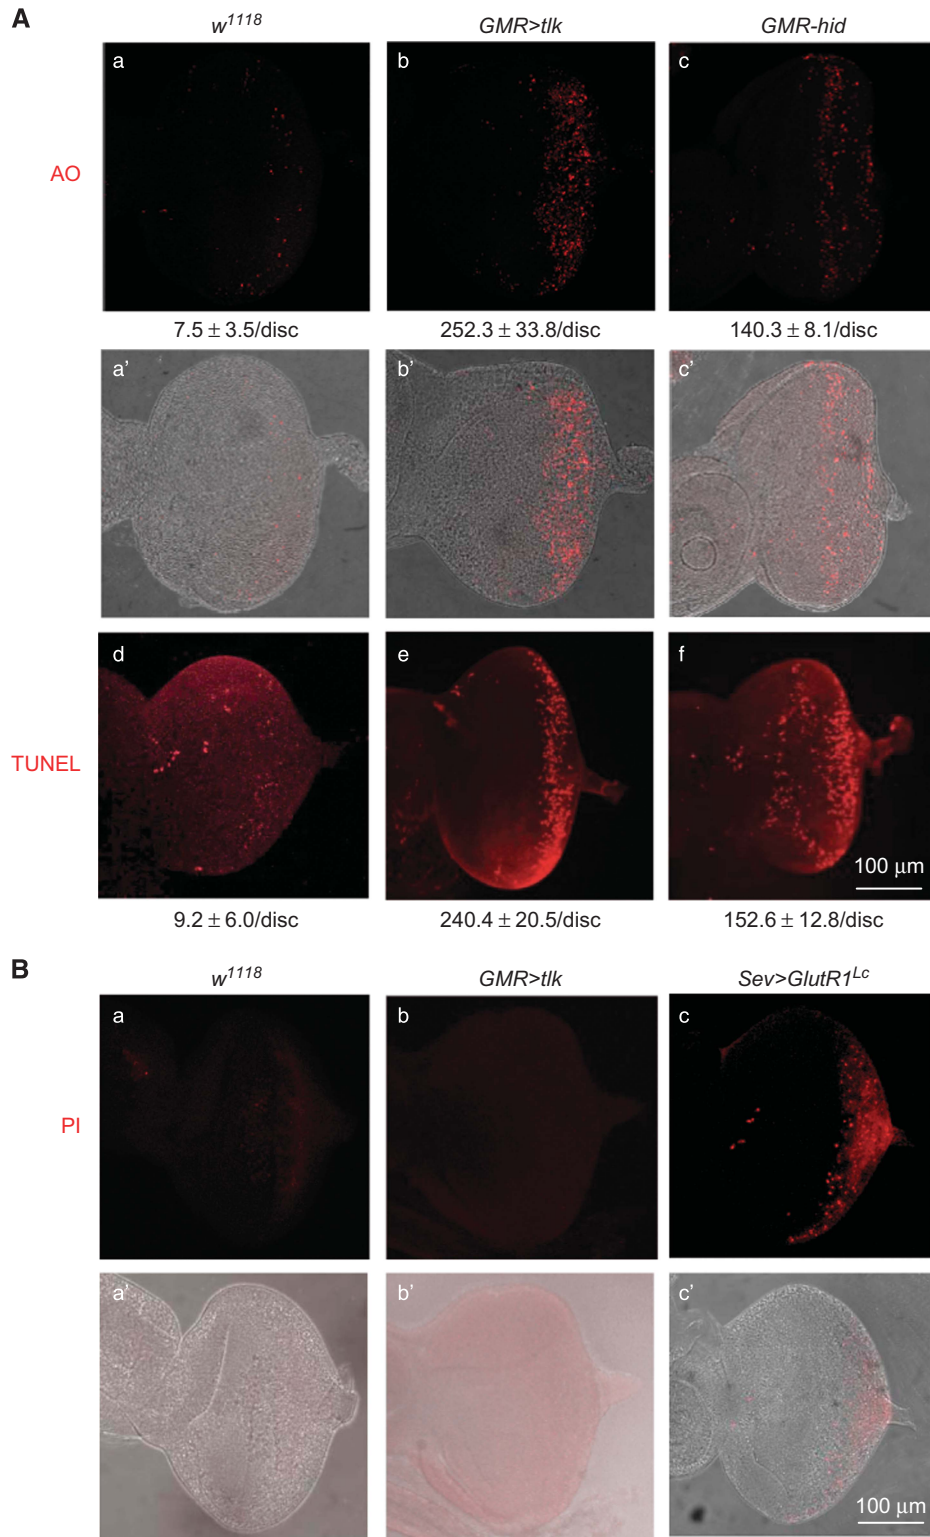 A
w1118 GMR>tlk GMR-hid
a b c
AO
7.5 ± 3.5/disc 252.3 ± 33.8/disc 140.3 ± 8.1/disc
a’ b’ c’
d e f
TUNEL
100 μm
9.2 ± 6.0/disc 240.4 ± 20.5/disc 152.6 ± 12.8/disc
B
w1118 GMR>tlk Sev>GlutR1Lc
a b c
PI
a’ b’ c’
100 μm